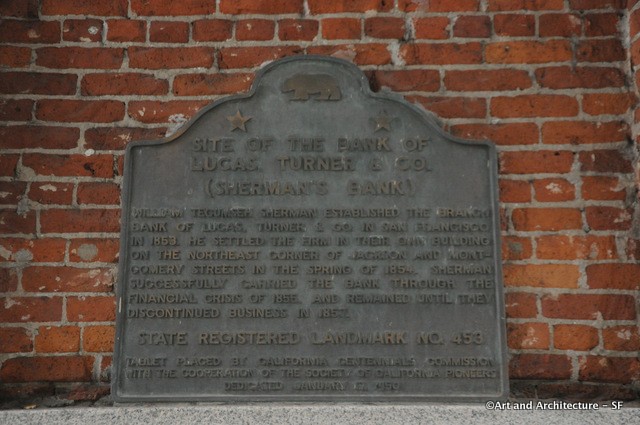 SITE OF THE BANK OF
LUCAS, TURNER & CO.
(SHERMAN'S BANK)
WILLIAM TECUMSEH SHERMAN ESTABLISHED THE BRANCH
BANK OF LUCAS, TURNER & CO. IN SAN FRANCISCO
IN 1853. HE SETTLED THE FIRM IN THEIR OWN BUILDING
ON THE NORTHEAST CORNER OF JACKSON AND MONT-
GOMERY STREETS IN THE SPRING OF 1854. SHERMAN
SUCCESSFULLY CARRIED THE BANK THROUGH THE
FINANCIAL CRISIS OF 1855, AND REMAINED UNTIL THEY
DISCONTINUED BUSINESS IN 1857.
STATE REGISTERED LANDMARK NO. 453
TABLET PLACED BY CALIFORNIA CENTENNIALS COMMISSION
WITH THE COOPERATION OF THE SOCIETY OF CALIFORNIA PIONEERS
DEDICATED JANUARY 1950
©Art and Architecture - SF